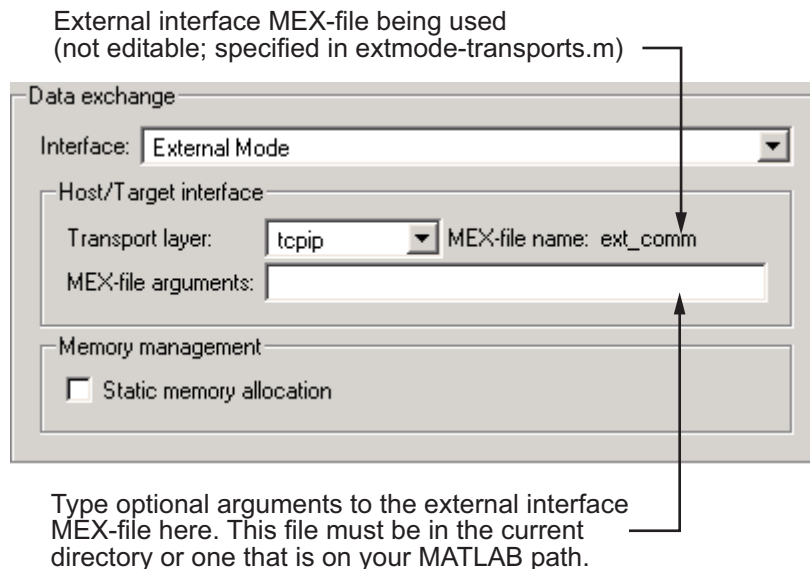 External interface MEX-file being used
(not editable; specified in extmode-transports.m)
Data exchange
Interface: External Mode
Host/Target interface
Transport layer: tcpip MEX-file name: ext_comm
MEX-file arguments:
Memory management
Static memory allocation
Type optional arguments to the external interface
MEX-file here. This file must be in the current
directory or one that is on your MATLAB path.